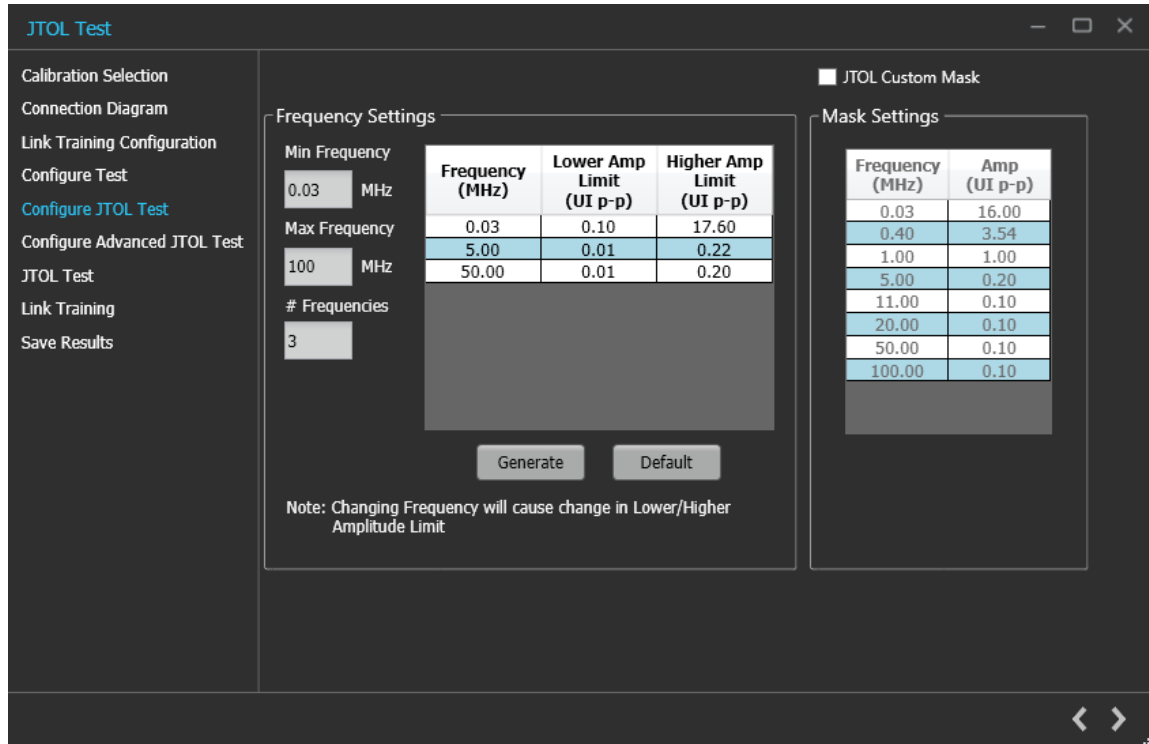 JTOL Test
Calibration Selection
Connection Diagram
Link Training Configuration
Configure Test
Configure JTOL Test
Configure Advanced JTOL Test
JTOL Test
Link Training
Save Results
JTOL Custom Mask
Frequency Settings
Min Frequency
0.03 MHz
Max Frequency
100 MHz
# Frequencies
3
Frequency (MHz) Lower Amp Limit (UI p-p) Higher Amp Limit (UI p-p)
0.03 0.10 17.60
5.00 0.01 0.22
50.00 0.01 0.20
Generate Default
Note: Changing Frequency will cause change in Lower/Higher
Amplitude Limit
Mask Settings
Frequency (MHz) Amp (UI p-p)
0.03 16.00
0.40 3.54
1.00 1.00
5.00 0.20
11.00 0.10
20.00 0.10
50.00 0.10
100.00 0.10